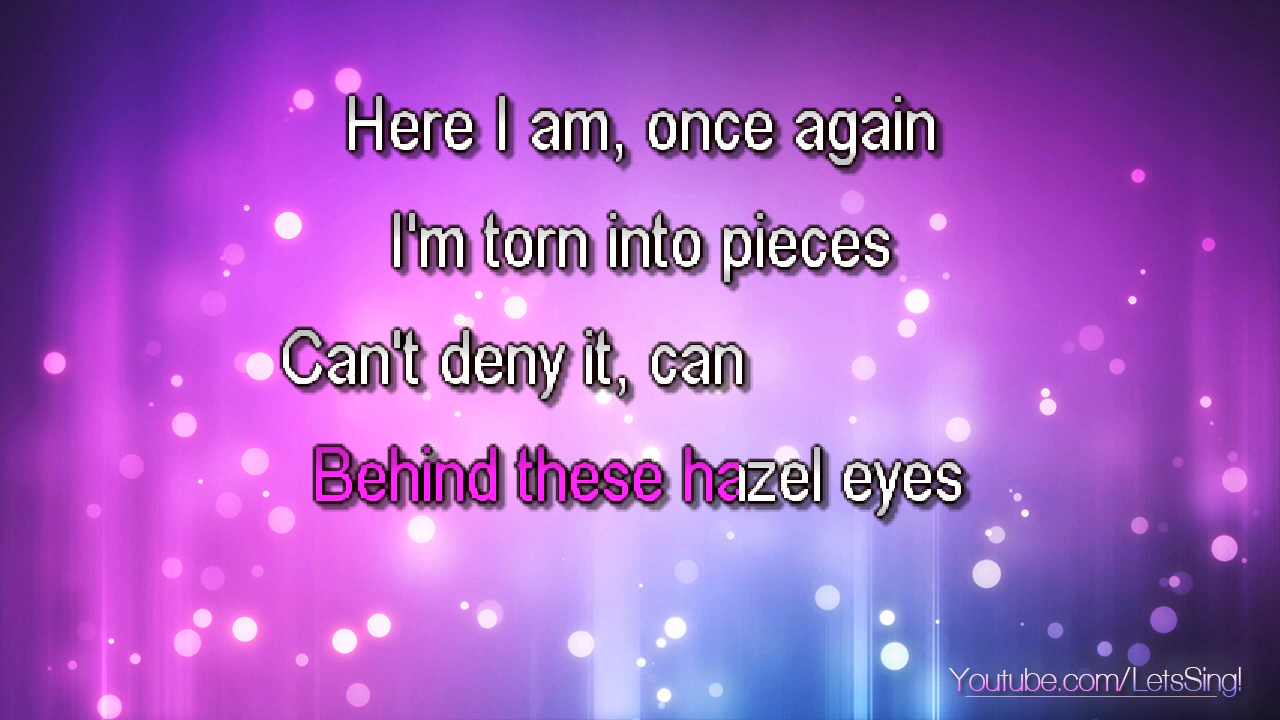 Here I am, once again
I'm torn into pieces
Can't deny it, can
Behind these hazel eyes
Youtube.com/LetsSing!